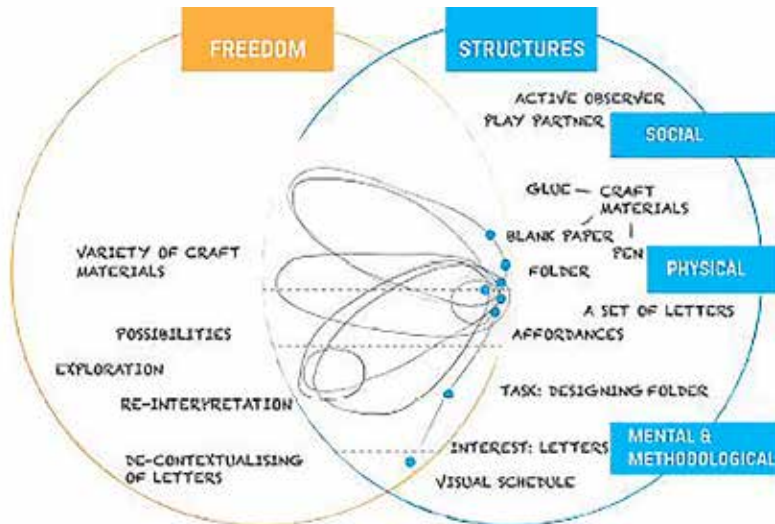 FREEDOM
STRUCTURES
ACTIVE OBSERVER
PLAY PARTNER
SOCIAL
GLUE
CRAFT
MATERIALS
BLANK PAPER
PEN
FOLDER
PHYSICAL
VARIETY OF CRAFT
MATERIALS
A SET OF LETTERS
POSSIBILITIES
AFFORDANCES
EXPLORATION
RE-INTERPRETATION
TASK: DESIGNING FOLDER
DE-CONTEXTUALISING
OF LETTERS
INTEREST: LETTERS
MENTAL &
METHODOLOGICAL
VISUAL SCHEDULE